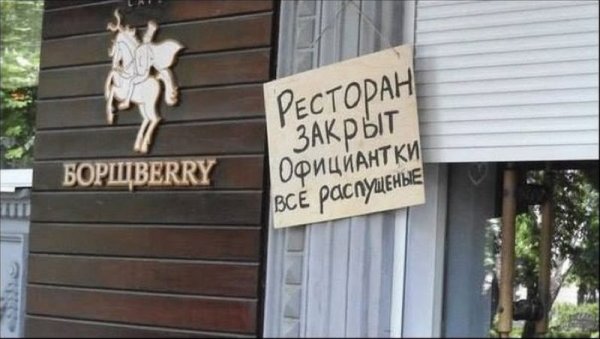 БОРЩBERRY
РЕСТОРАН
ЗАКРЫТ
ОФИЦИАНТКИ
ВСЕ РАСПУЩЕНЫЕ